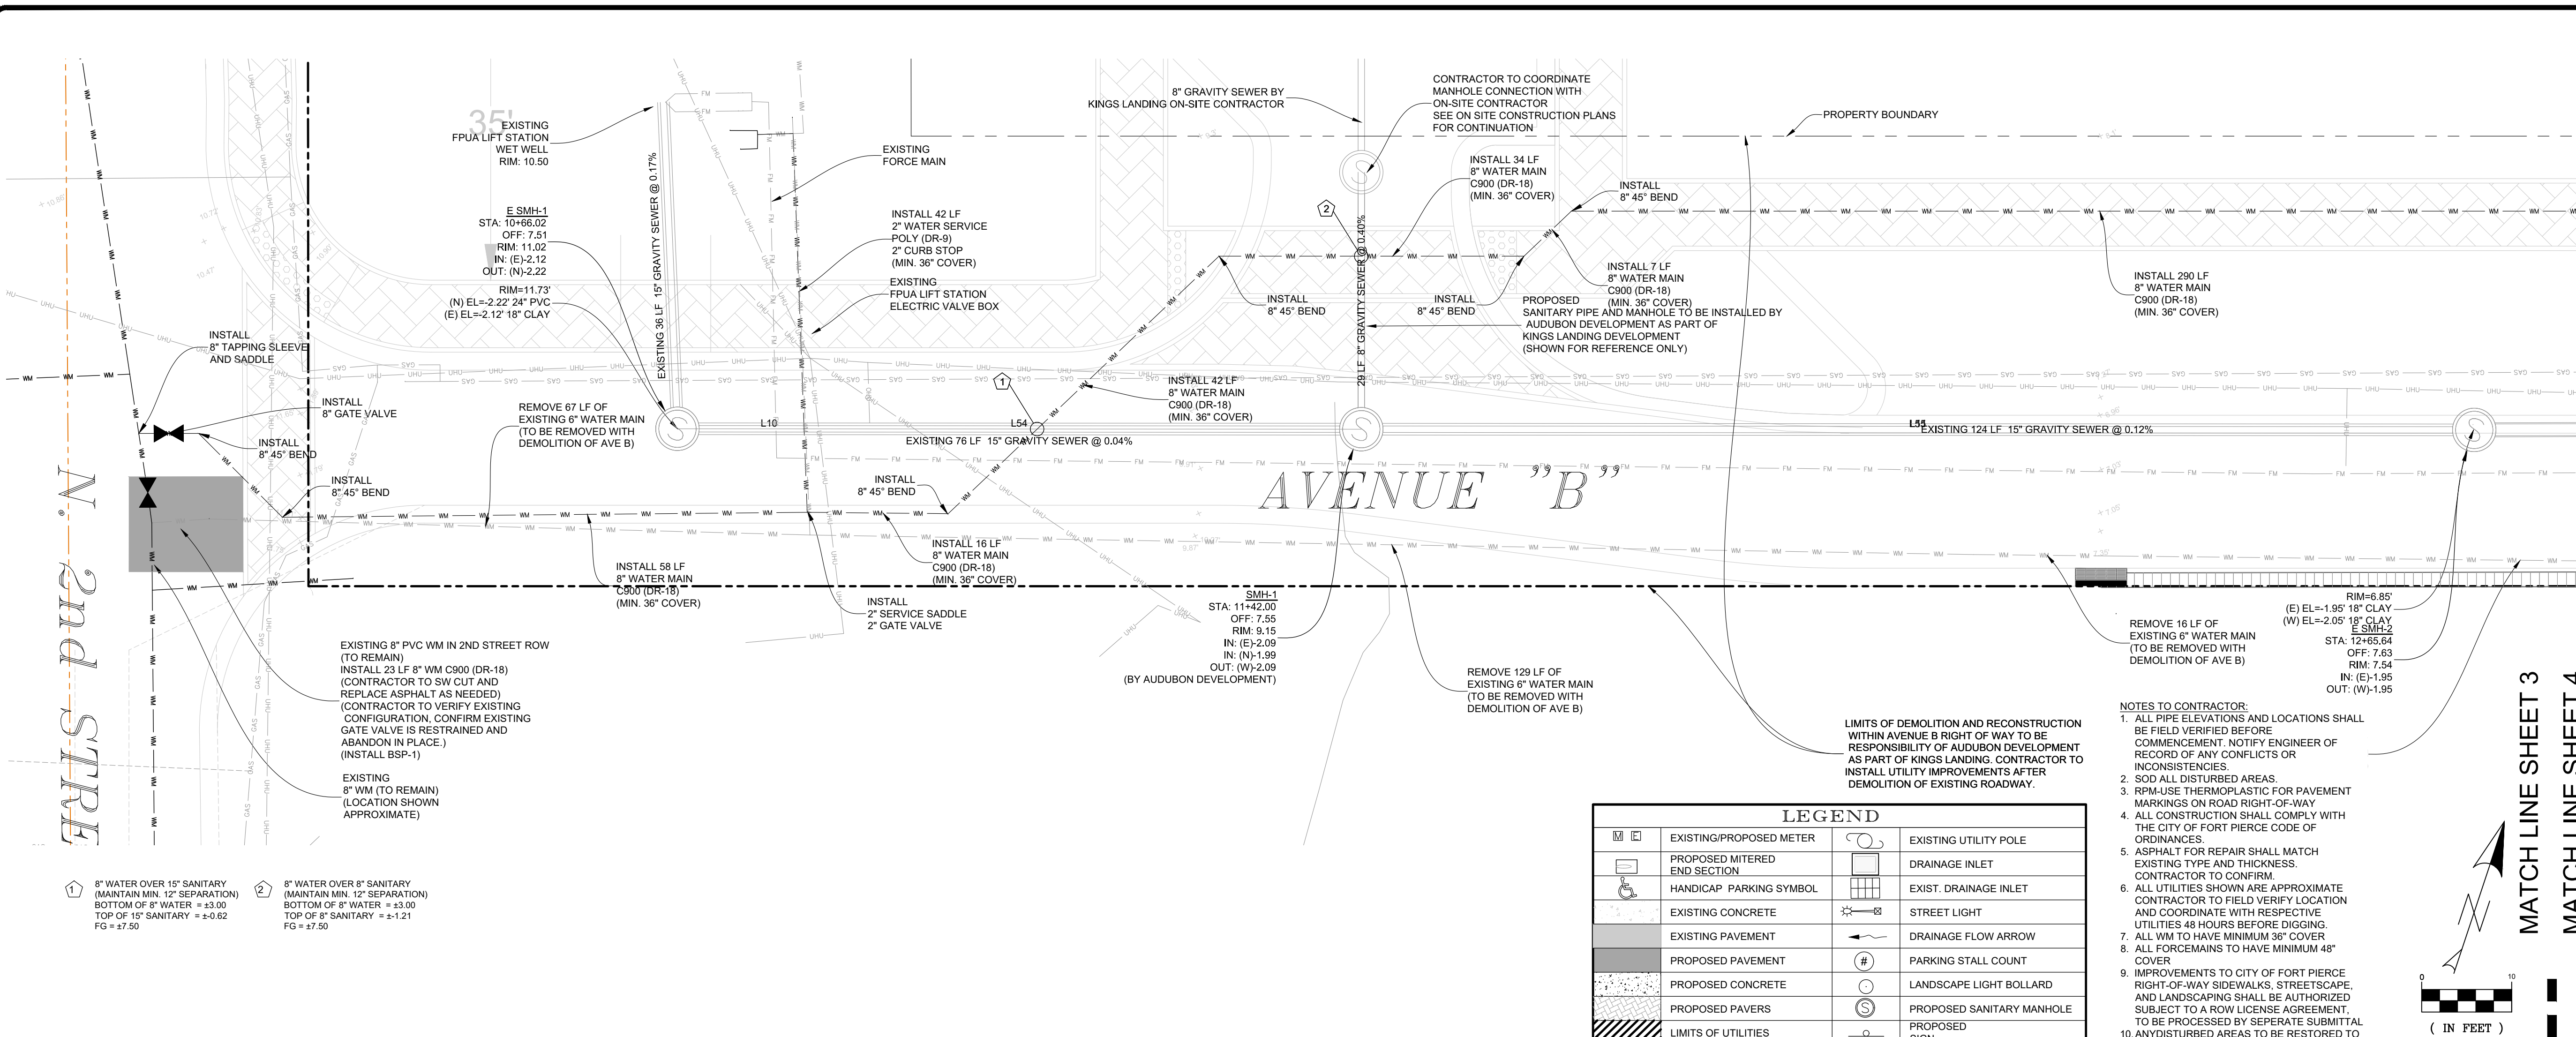 35'
EXISTING
FPUA LIFT STATION
WET WELL
RIM: 10.50
E SMH-1
STA: 10+66.02
OFF: 7.51
RIM: 11.02
IN: (E)-2.12
OUT: (N)-2.22
RIM=11.73'
(N) EL=-2.22' 24" PVC
(E) EL=-2.12' 18" CLAY
EXISTING 36 LF  15" GRAVITY SEWER @ 0.17%
EXISTING
FORCE MAIN
INSTALL 42 LF
2" WATER SERVICE
POLY (DR-9)
2" CURB STOP
(MIN. 36" COVER)
EXISTING
FPUA LIFT STATION
ELECTRIC VALVE BOX
8" GRAVITY SEWER BY
KINGS LANDING ON-SITE CONTRACTOR
CONTRACTOR TO COORDINATE
MANHOLE CONNECTION WITH
ON-SITE CONTRACTOR
SEE ON SITE CONSTRUCTION PLANS
FOR CONTINUATION
PROPERTY BOUNDARY
INSTALL 34 LF
8" WATER MAIN
C900 (DR-18)
(MIN. 36" COVER)
INSTALL
8" 45° BEND
2
29 LF  8" GRAVITY SEWER @ 0.40%
INSTALL 7 LF
8" WATER MAIN
C900 (DR-18)
(MIN. 36" COVER)
INSTALL 290 LF
8" WATER MAIN
C900 (DR-18)
(MIN. 36" COVER)
INSTALL
8" 45° BEND
INSTALL
8" 45° BEND
PROPOSED
SANITARY PIPE AND MANHOLE TO BE INSTALLED BY
AUDUBON DEVELOPMENT AS PART OF
KINGS LANDING DEVELOPMENT
(SHOWN FOR REFERENCE ONLY)
INSTALL
8" TAPPING SLEEVE
AND SADDLE
INSTALL
8" GATE VALVE
INSTALL
8" 45° BEND
INSTALL
8" 45° BEND
REMOVE 67 LF OF
EXISTING 6" WATER MAIN
(TO BE REMOVED WITH
DEMOLITION OF AVE B)
1
INSTALL 42 LF
8" WATER MAIN
C900 (DR-18)
(MIN. 36" COVER)
L10
L54
EXISTING 76 LF  15" GRAVITY SEWER @ 0.04%
EXISTING 124 LF  15" GRAVITY SEWER @ 0.12%
INSTALL
8" 45° BEND
AVENUE "B"
N 2nd STRE
INSTALL 16 LF
8" WATER MAIN
C900 (DR-18)
(MIN. 36" COVER)
INSTALL 58 LF
8" WATER MAIN
C900 (DR-18)
(MIN. 36" COVER)
INSTALL
2" SERVICE SADDLE
2" GATE VALVE
SMH-1
STA: 11+42.00
OFF: 7.55
RIM: 9.15
IN: (E)-2.09
IN: (N)-1.99
OUT: (W)-2.09
(BY AUDUBON DEVELOPMENT)
REMOVE 129 LF OF
EXISTING 6" WATER MAIN
(TO BE REMOVED WITH
DEMOLITION OF AVE B)
REMOVE 16 LF OF
EXISTING 6" WATER MAIN
(TO BE REMOVED WITH
DEMOLITION OF AVE B)
RIM=6.85'
(E) EL=-1.95' 18" CLAY
(W) EL=-2.05' 18" CLAY
E SMH-2
STA: 12+65.64
OFF: 7.63
RIM: 7.54
IN: (E)-1.95
OUT: (W)-1.95
EXISTING 8" PVC WM IN 2ND STREET ROW
(TO REMAIN)
INSTALL 23 LF 8" WM C900 (DR-18)
(CONTRACTOR TO SW CUT AND
REPLACE ASPHALT AS NEEDED)
(CONTRACTOR TO VERIFY EXISTING
CONFIGURATION, CONFIRM EXISTING
GATE VALVE IS RESTRAINED AND
ABANDON IN PLACE.)
(INSTALL BSP-1)
EXISTING
8" WM (TO REMAIN)
(LOCATION SHOWN
APPROXIMATE)
LIMITS OF DEMOLITION AND RECONSTRUCTION
WITHIN AVENUE B RIGHT OF WAY TO BE
RESPONSIBILITY OF AUDUBON DEVELOPMENT
AS PART OF KINGS LANDING. CONTRACTOR TO
INSTALL UTILITY IMPROVEMENTS AFTER
DEMOLITION OF EXISTING ROADWAY.
1
8" WATER OVER 15" SANITARY
(MAINTAIN MIN. 12" SEPARATION)
BOTTOM OF 8" WATER  = ±3.00
TOP OF 15" SANITARY  = ±-0.62
FG = ±7.50
2
8" WATER OVER 8" SANITARY
(MAINTAIN MIN. 12" SEPARATION)
BOTTOM OF 8" WATER  = ±3.00
TOP OF 8" SANITARY  = ±-1.21
FG = ±7.50
LEGEND
M E EXISTING/PROPOSED METER
EXISTING UTILITY POLE
PROPOSED MITERED
END SECTION
DRAINAGE INLET
HANDICAP  PARKING SYMBOL
EXIST. DRAINAGE INLET
EXISTING CONCRETE
STREET LIGHT
EXISTING PAVEMENT
DRAINAGE FLOW ARROW
PROPOSED PAVEMENT
# PARKING STALL COUNT
PROPOSED CONCRETE
LANDSCAPE LIGHT BOLLARD
PROPOSED PAVERS
S PROPOSED SANITARY MANHOLE
LIMITS OF UTILITIES
PROPOSED
NOTES TO CONTRACTOR:
1. ALL PIPE ELEVATIONS AND LOCATIONS SHALL
BE FIELD VERIFIED BEFORE
COMMENCEMENT. NOTIFY ENGINEER OF
RECORD OF ANY CONFLICTS OR
INCONSISTENCIES.
2. SOD ALL DISTURBED AREAS.
3. RPM-USE THERMOPLASTIC FOR PAVEMENT
MARKINGS ON ROAD RIGHT-OF-WAY
4. ALL CONSTRUCTION SHALL COMPLY WITH
THE CITY OF FORT PIERCE CODE OF
ORDINANCES.
5. ASPHALT FOR REPAIR SHALL MATCH
EXISTING TYPE AND THICKNESS.
CONTRACTOR TO CONFIRM.
6. ALL UTILITIES SHOWN ARE APPROXIMATE
CONTRACTOR TO FIELD VERIFY LOCATION
AND COORDINATE WITH RESPECTIVE
UTILITIES 48 HOURS BEFORE DIGGING.
7. ALL WM TO HAVE MINIMUM 36" COVER
8. ALL FORCEMAINS TO HAVE MINIMUM 48"
COVER
9. IMPROVEMENTS TO CITY OF FORT PIERCE
RIGHT-OF-WAY SIDEWALKS, STREETSCAPE,
AND LANDSCAPING SHALL BE AUTHORIZED
SUBJECT TO A ROW LICENSE AGREEMENT,
TO BE PROCESSED BY SEPERATE SUBMITTAL
10. ANYDISTURBED AREAS TO BE RESTORED TO
MATCH LINE SHEET 3
MATCH LINE SHEET 4
N
0 10
( IN FEET )